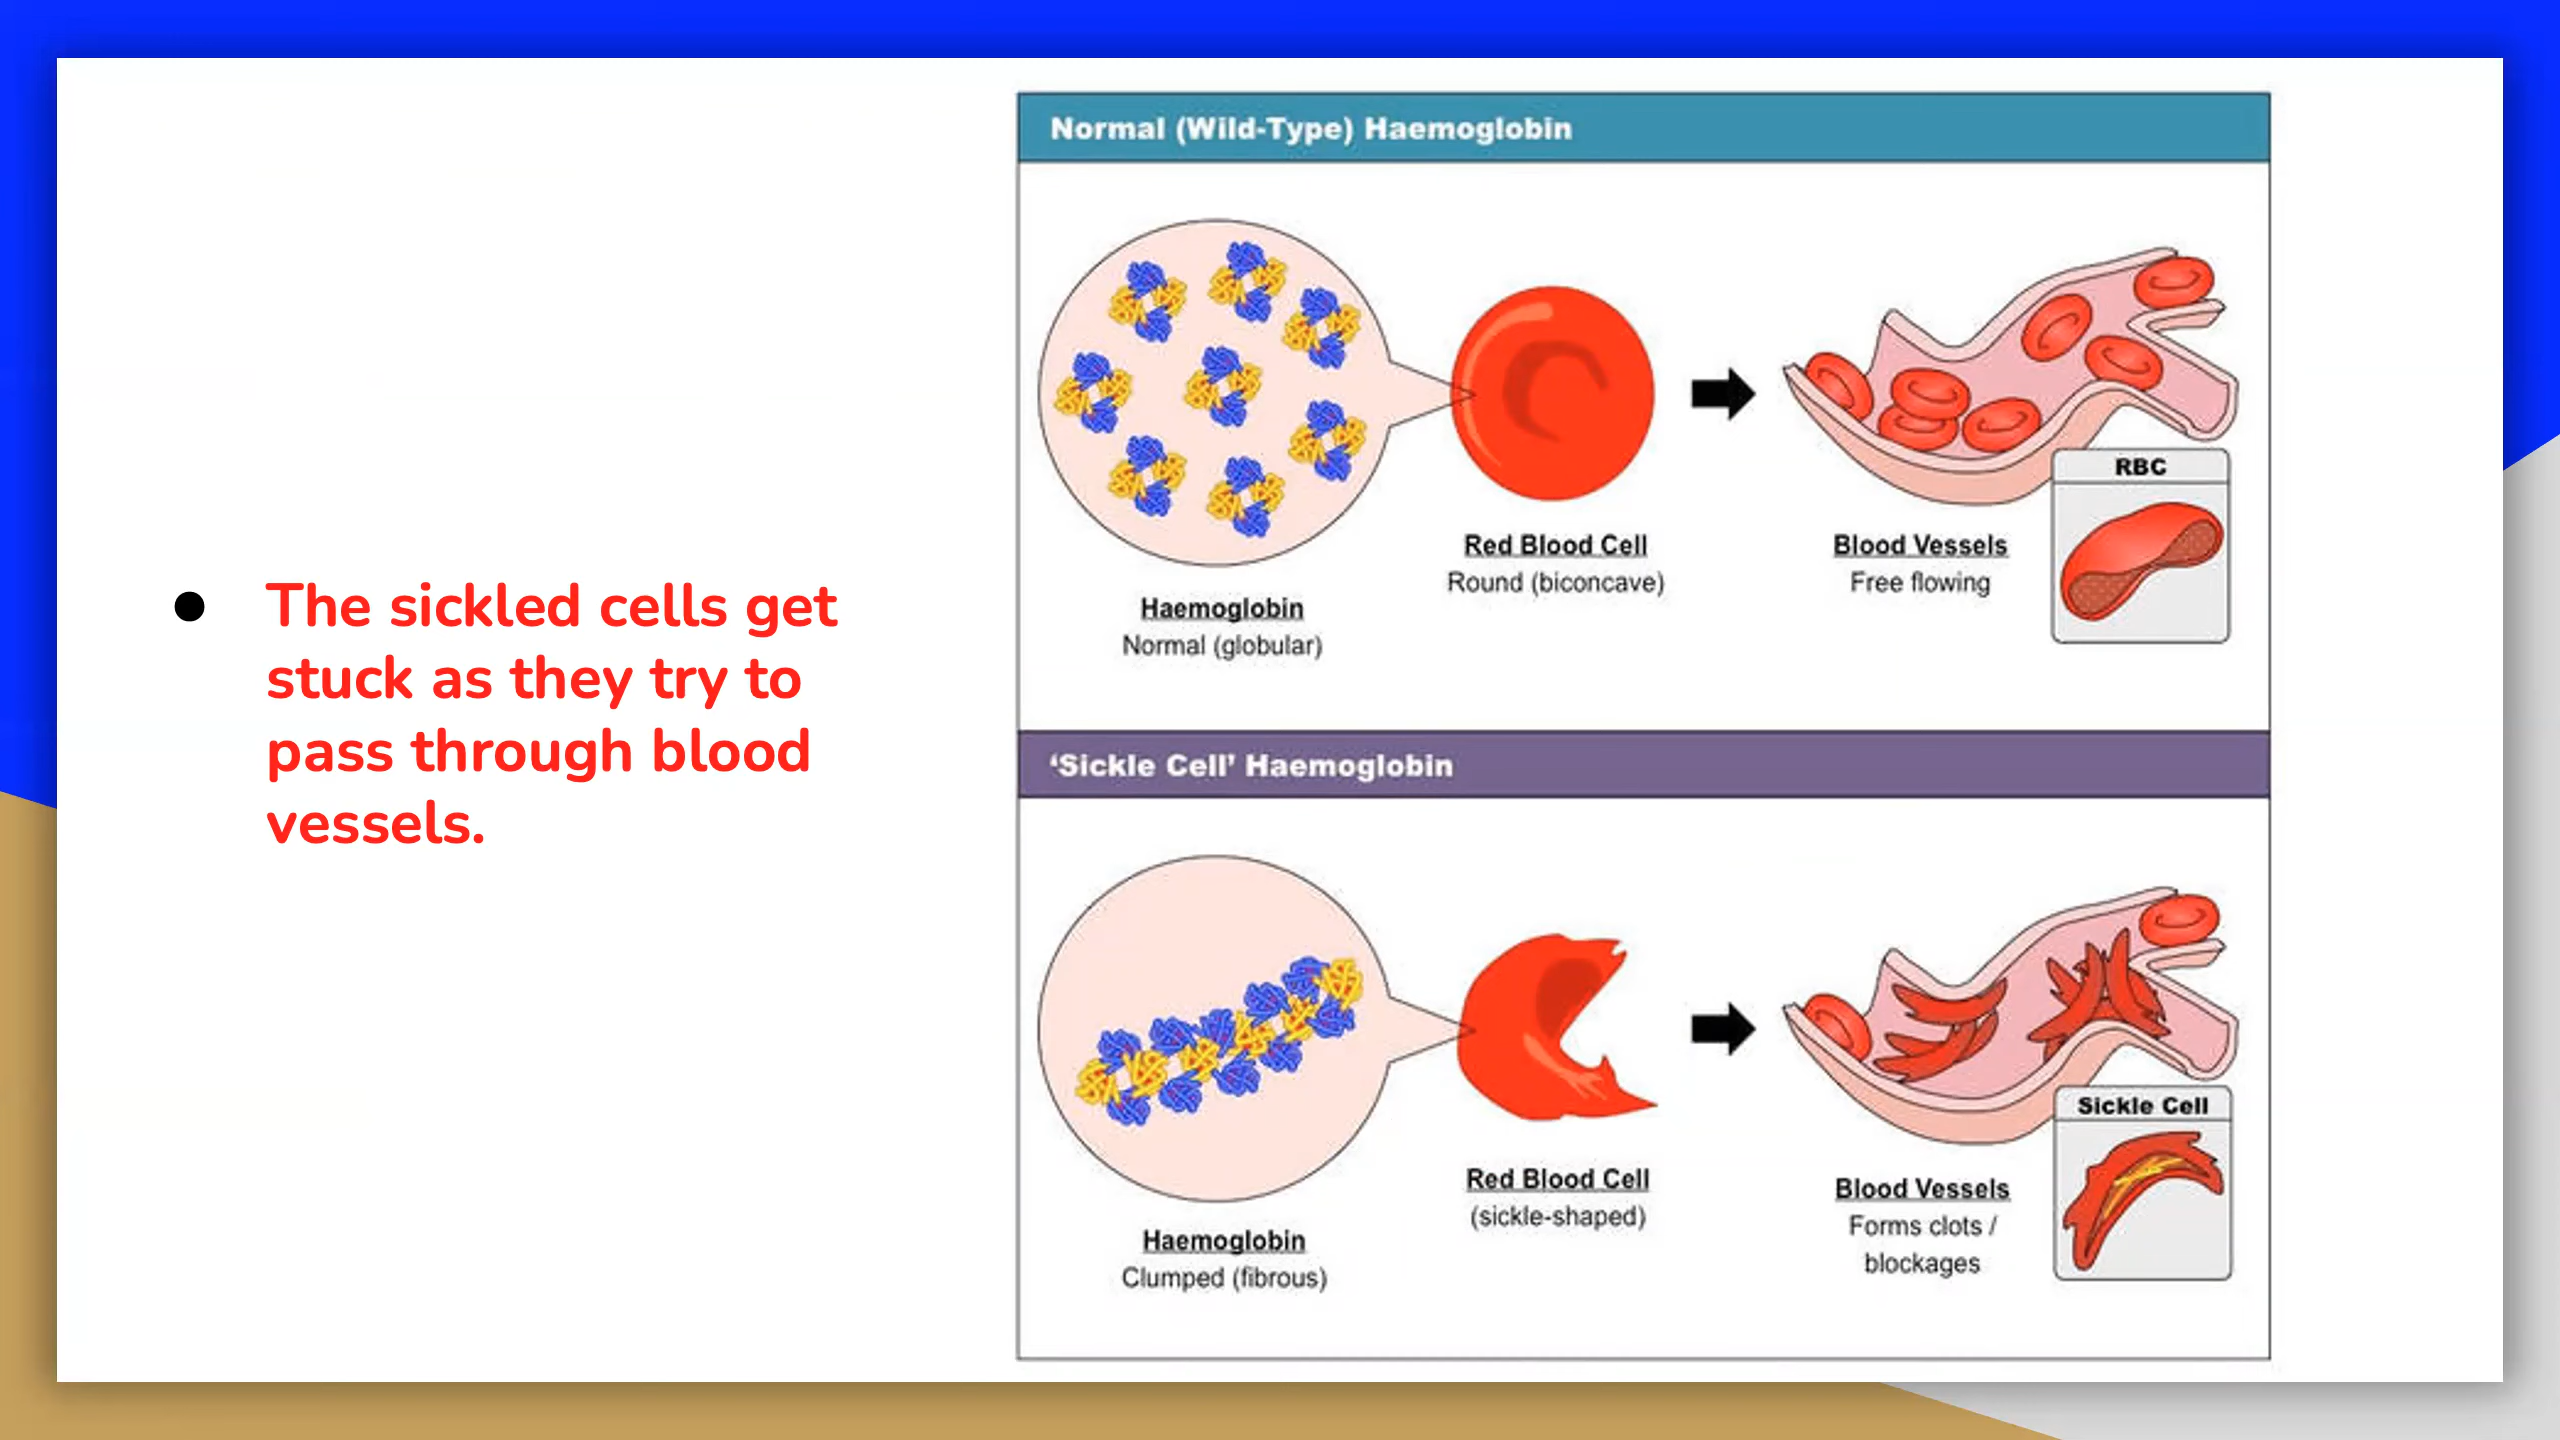 ● The sickled cells get
stuck as they try to
pass through blood
vessels.
Normal (Wild-Type) Haemoglobin
Haemoglobin
Normal (globular)
Red Blood Cell
Round (biconcave)
Blood Vessels
Free flowing
RBC
‘Sickle Cell’ Haemoglobin
Haemoglobin
Clumped (fibrous)
Red Blood Cell
(sickle-shaped)
Blood Vessels
Forms clots /
blockages
Sickle Cell